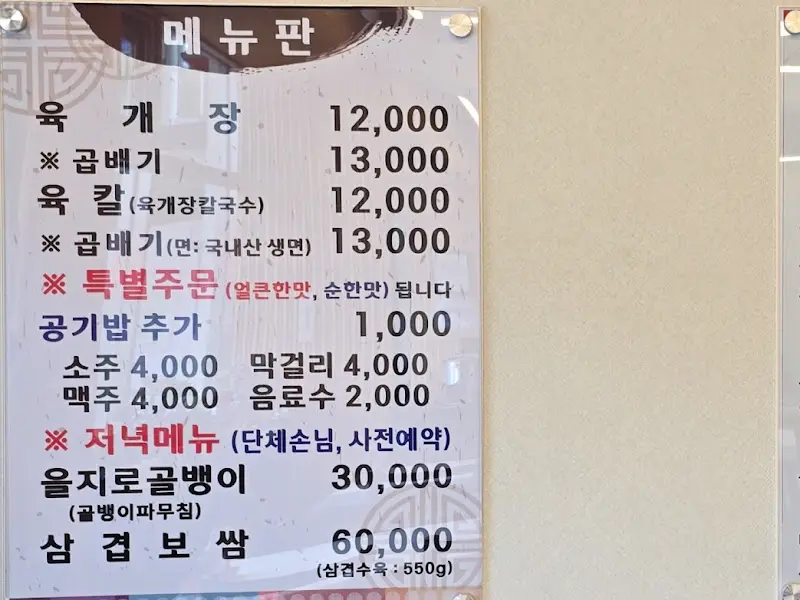 메뉴판
육 개 장 12,000
※ 곱배기 13,000
육 칼 (육개장칼국수) 12,000
※ 곱배기 (면: 국내산 생면) 13,000
※ 특별주문 (얼큰한맛, 순한맛) 됩니다
공기밥 추가 1,000
소주 4,000 막걸리 4,000
맥주 4,000 음료수 2,000
※ 저녁메뉴 (단체손님, 사전예약)
을지로골뱅이 30,000
(골뱅이파무침)
삼 겹 보 쌈 60,000
(삼겹수육 : 550g)